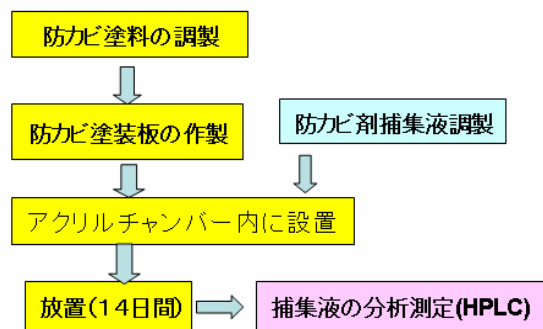 防カビ塗料の調製
防カビ塗装板の作製
防カビ剤捕集液調製
アクリルチャンバー内に設置
放置(14日間)
捕集液の分析測定(HPLC)